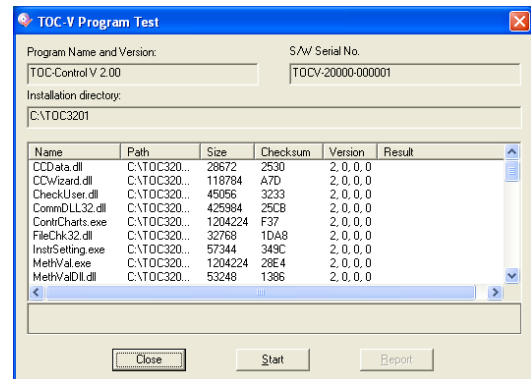 TOC-V Program Test
Program Name and Version:
S/W Serial No.
TOC-Control V 2.00
TOCV-20000-000001
Installation directory:
C:\TOC3201
Name Path Size Checksum Version Result
CCData.dll C:\TOC320... 28672 2530 2, 0, 0, 0
CCWizard.dll C:\TOC320... 118784 A7D 2, 0, 0, 0
CheckUser.dll C:\TOC320... 45056 3233 2, 0, 0, 0
CommDLL32.dll C:\TOC320... 425984 25CB 2, 0, 0, 0
ContrCharts.exe C:\TOC320... 1204224 F37 2, 0, 0, 0
FileChk32.dll C:\TOC320... 32768 1DA8 2, 0, 0, 0
InstrSetting.exe C:\TOC320... 57344 349C 2, 0, 0, 0
MethVal.exe C:\TOC320... 1204224 28E4 2, 0, 0, 0
MethValDll.dll C:\TOC320... 53248 1386 2, 0, 0, 0
Close Start Report